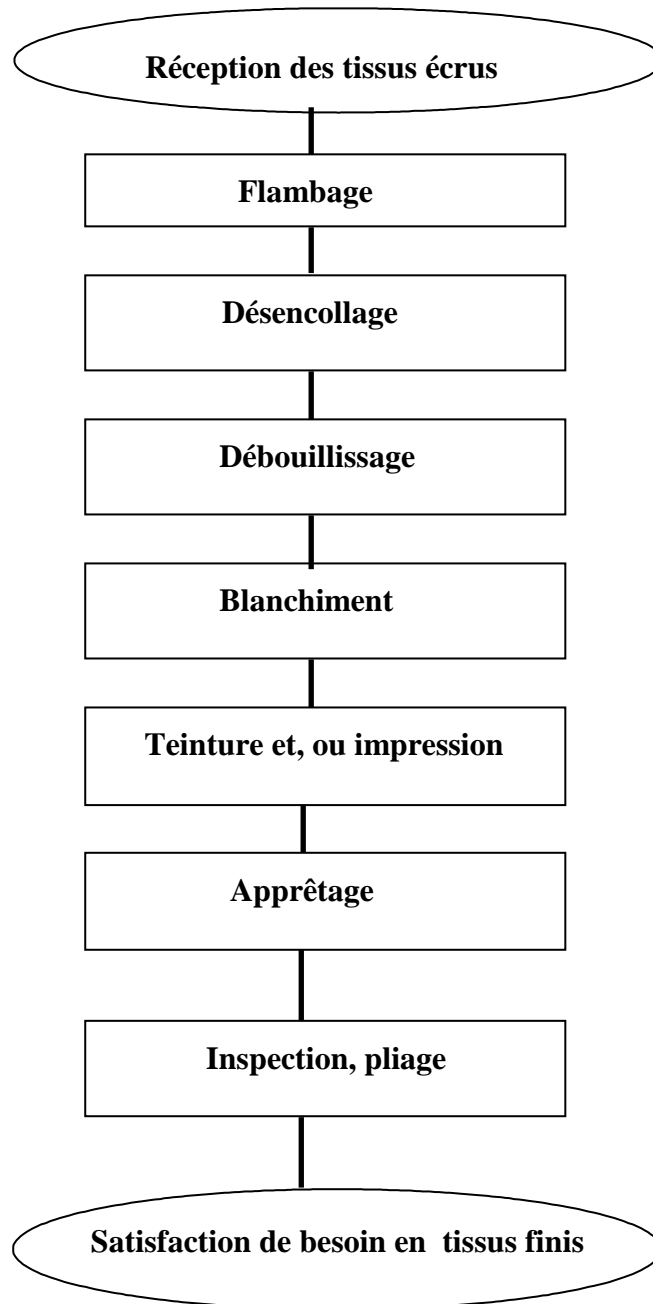 Réception des tissus écrus
Flambage
Désencollage
Débouillissage
Blanchiment
Teinture et, ou impression
Apprêtage
Inspection, pliage
Satisfaction de besoin en tissus finis